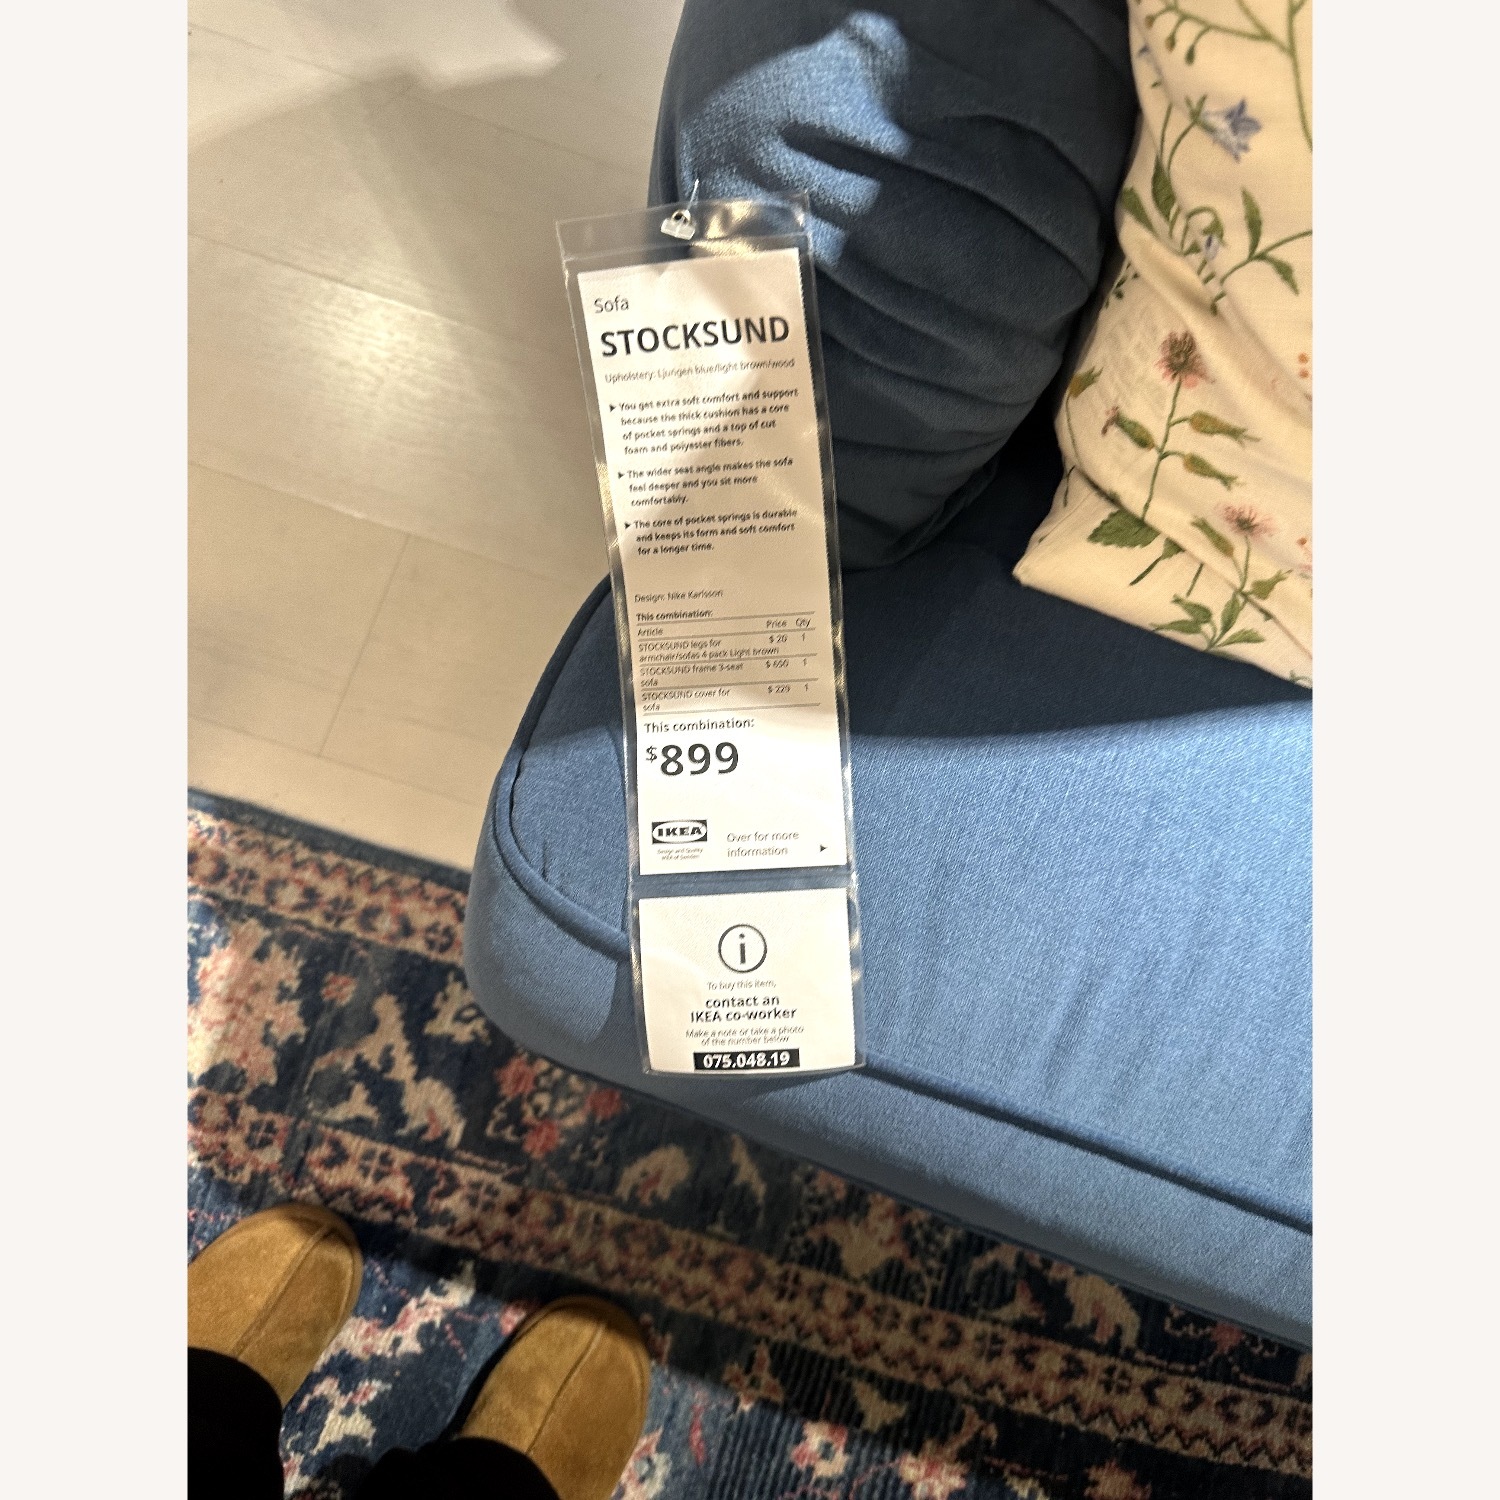 Sofa
STOCKSUND
Upholstery: Ljungen blue/light brown/wood
▶ You get extra soft comfort and support
because the thick cushion has a core
of pocket springs and a top of cut
foam and polyester fibers.
▶ The wider seat angle makes the sofa
feel deeper and you sit more
comfortably.
▶ The core of pocket springs is durable
and keeps its form and soft comfort
for a longer time.
Design: Nike Karlsson
This combination:
Article Price Qty
STOCKSUND legs for $ 20 1
armchair/sofas 4 pack Light brown
STOCKSUND frame 3-seat $ 650 1
sofa
STOCKSUND cover for $ 229 1
sofa
This combination:
$899
IKEA
Design and Quality
IKEA of Sweden
Over for more
information ▶
i
To buy this item,
contact an
IKEA co-worker
Make a note or take a photo
of the number below
075.048.19